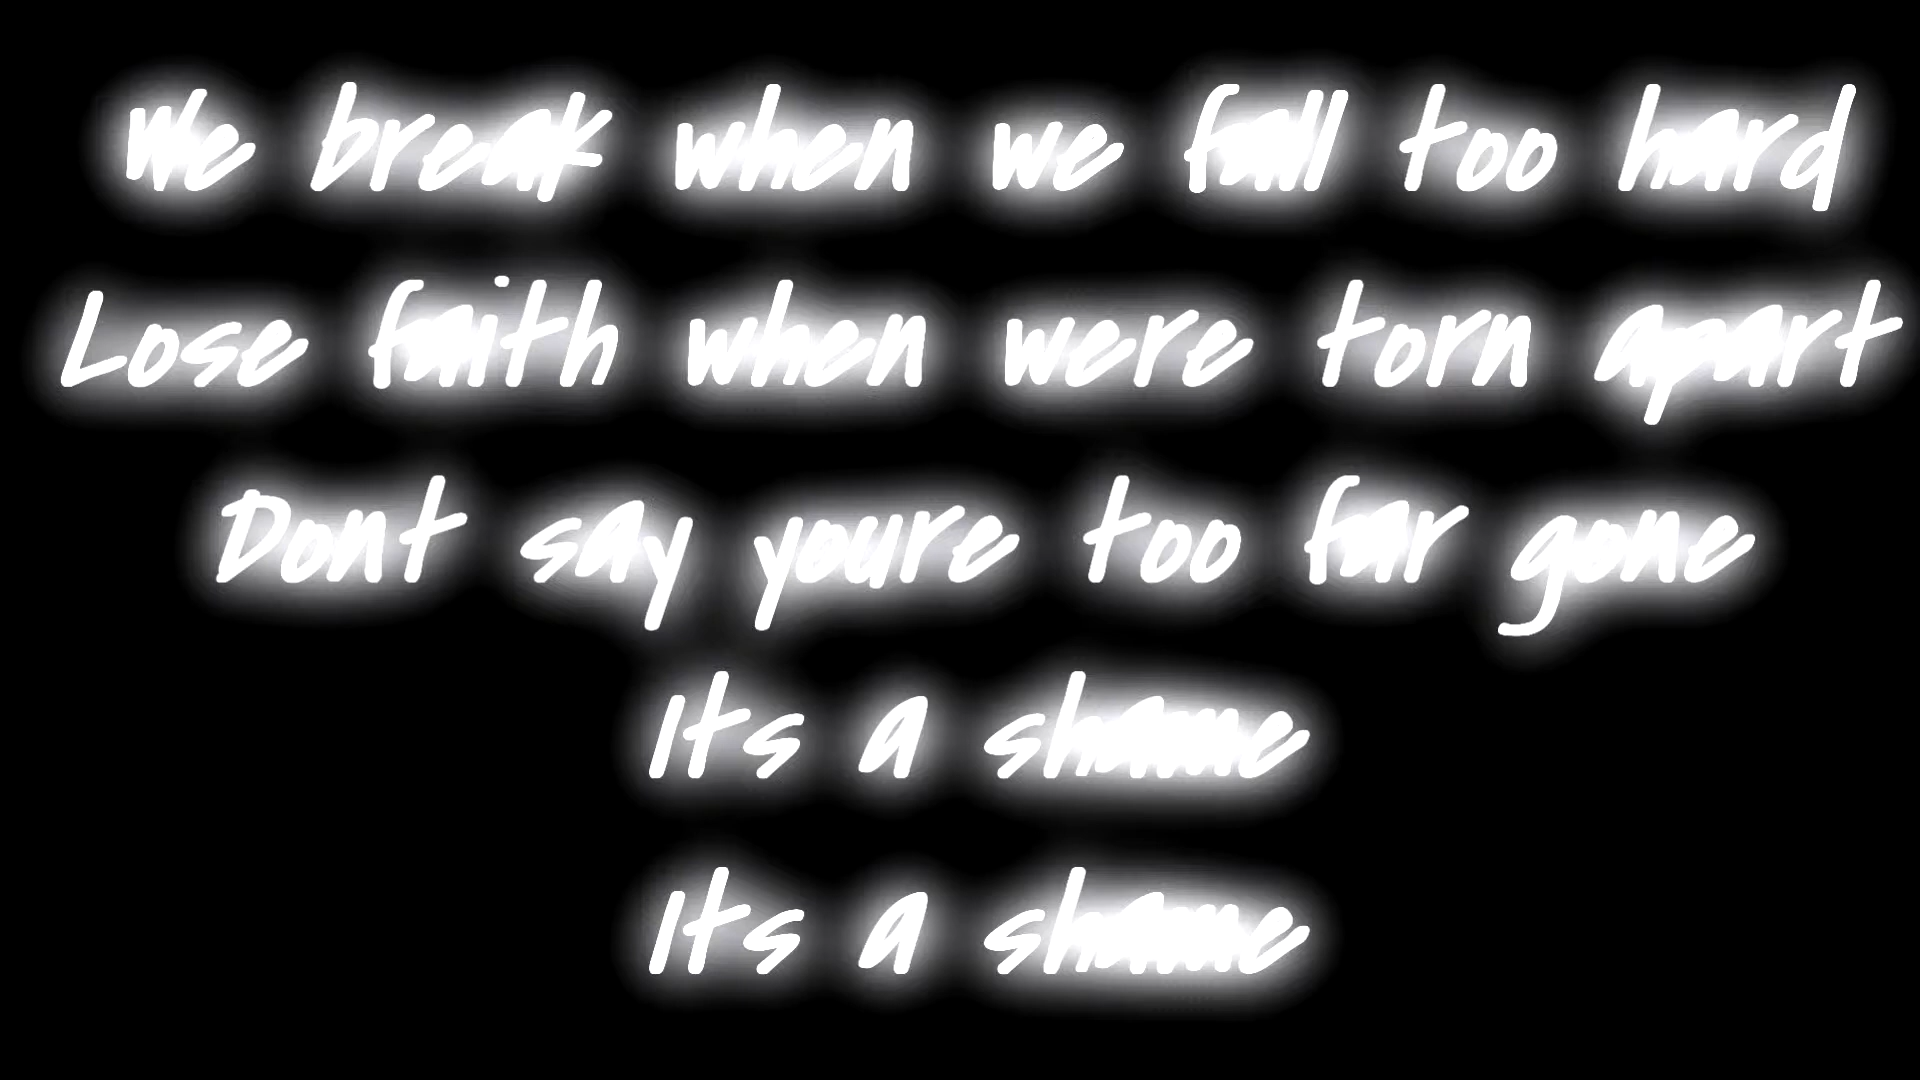 We break when we fall too hard
Lose faith when were torn apart
Dont say youre too far gone
Its a shame
Its a shame